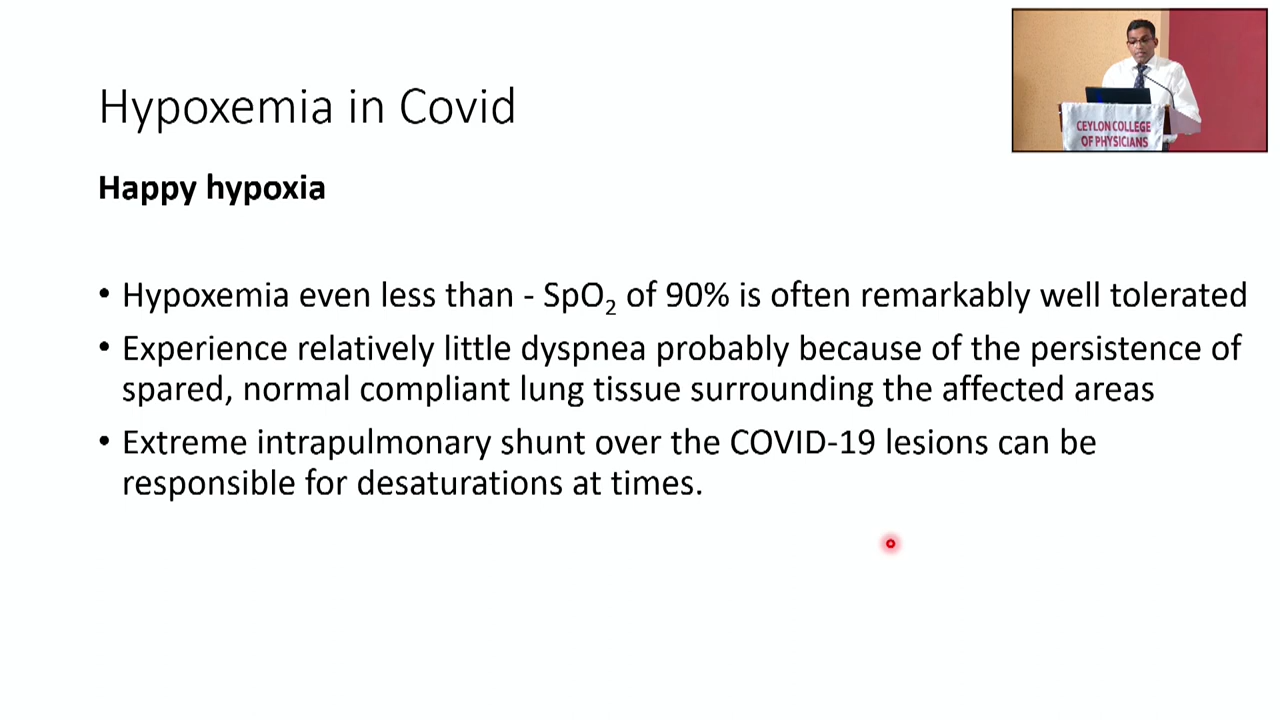 Hypoxemia in Covid
Happy hypoxia
• Hypoxemia even less than - SpO₂ of 90% is often remarkably well tolerated
• Experience relatively little dyspnea probably because of the persistence of
spared, normal compliant lung tissue surrounding the affected areas
• Extreme intrapulmonary shunt over the COVID-19 lesions can be
responsible for desaturations at times.
CEYLON COLLEGE
OF PHYSICIANS